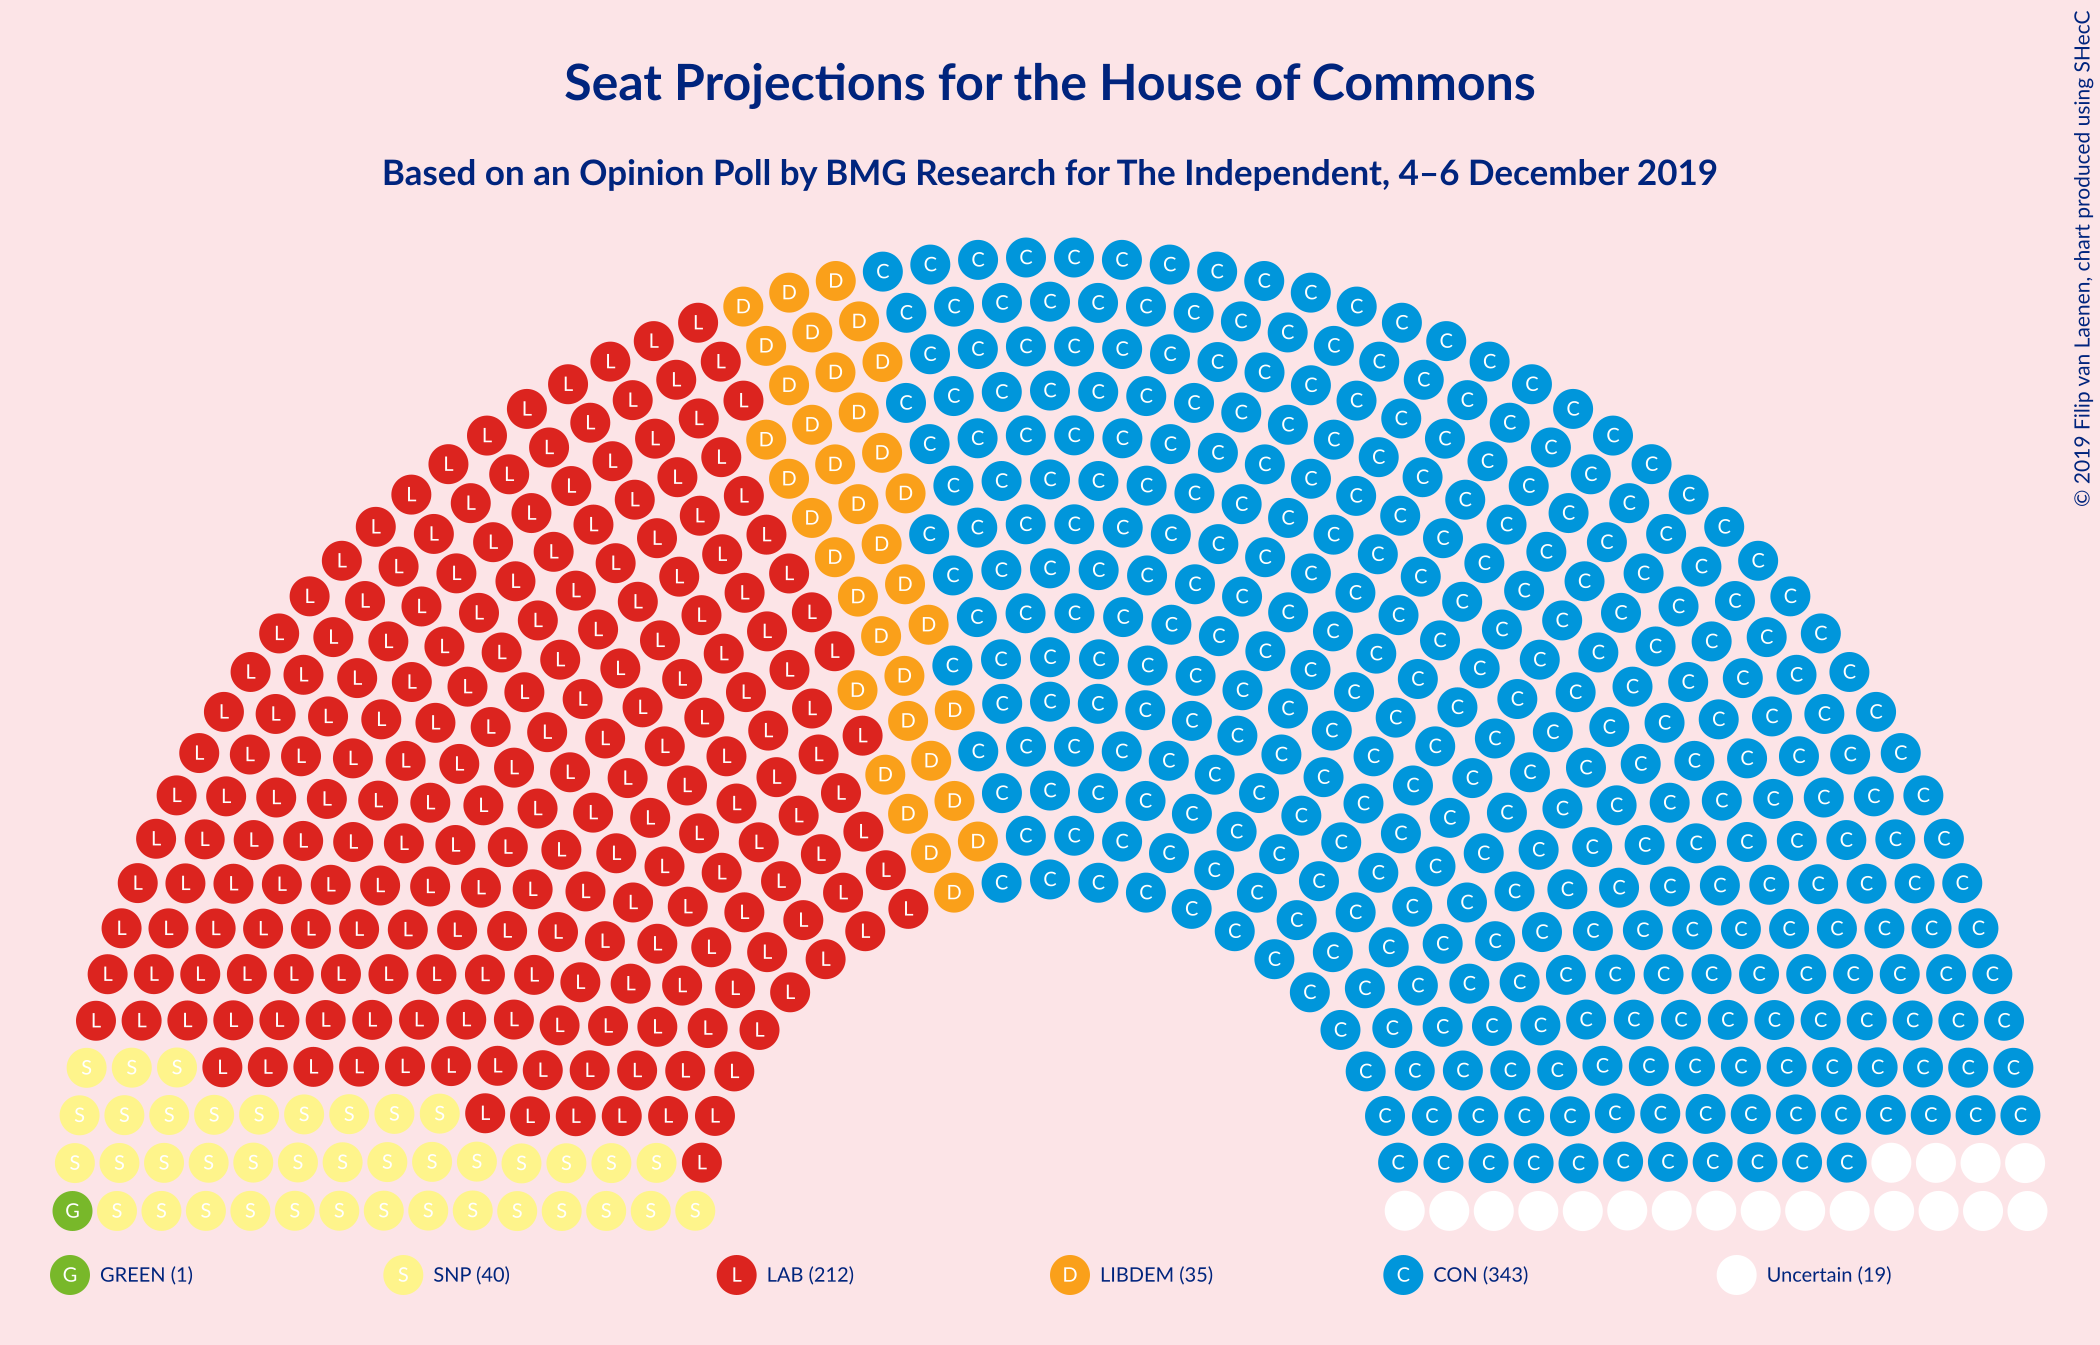 Seat Projections for the House of Commons
Based on an Opinion Poll by BMG Research for The Independent, 4–6 December 2019
© 2019 Filip van Laenen, chart produced using SHecC
G GREEN (1)
S SNP (40)
L LAB (212)
D LIBDEM (35)
C CON (343)
Uncertain (19)